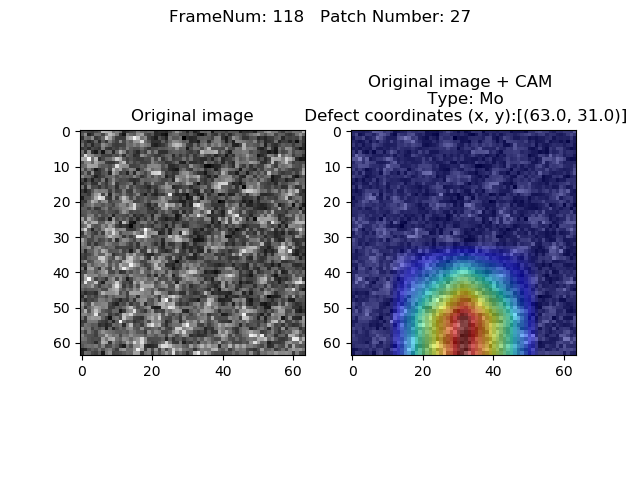 FrameNum: 118   Patch Number: 27
Original image
Original image + CAM
Type: Mo
Defect coordinates (x, y):[(63.0, 31.0)]
0
10
20
30
40
50
60
0 20 40 60
0
10
20
30
40
50
60
0 20 40 60